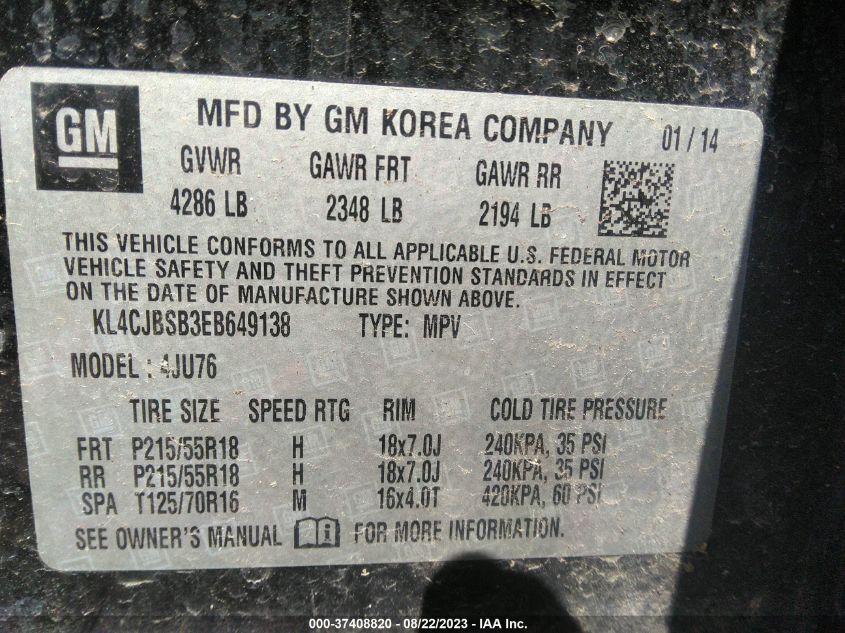 GM
MFD BY GM KOREA COMPANY 01 / 14
GVWR GAWR FRT GAWR RR
4286 LB 2348 LB 2194 LB
THIS VEHICLE CONFORMS TO ALL APPLICABLE U.S. FEDERAL MOTOR
VEHICLE SAFETY AND THEFT PREVENTION STANDARDS IN EFFECT
ON THE DATE OF MANUFACTURE SHOWN ABOVE.
KL4CJBSB3EB649138 TYPE: MPV
MODEL : 4JU76
TIRE SIZE SPEED RTG RIM COLD TIRE PRESSURE
FRT P215/55R18 H 18x7.0J 240KPA, 35 PSI
RR P215/55R18 H 18x7.0J 240KPA, 35 PSI
SPA T125/70R16 M 16x4.0T 420KPA, 60 PSI
SEE OWNER'S MANUAL FOR MORE INFORMATION.
000-37408820 - 08/22/2023 - IAA Inc.